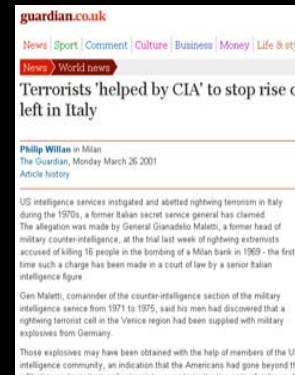 guardian.co.uk
News Sport Comment Culture Business Money Life & sty
News World news
Terrorists 'helped by CIA' to stop rise o
left in Italy
Philip Willan in Milan
The Guardian, Monday March 26 2001
Article history
US intelligence services instigated and abetted rightwing terrorism in Italy
during the 1970s, a former Italian secret service general has claimed.
The allegation was made by General Gianadelio Maletti, a former head of
military counter-intelligence, at the trial last week of rightwing extremists
accused of killing 16 people in the bombing of a Milan bank in 1969 - the first
time such a charge has been made in a court of law by a senior Italian
intelligence figure.
Gen Maletti, comannder of the counter-intelligence section of the military
intelligence service from 1971 to 1975, said his men had discovered that a
rightwing terrorist cell in the Venice region had been supplied with military
explosives from Germany.
Those explosives may have been obtained with the help of members of the U
intelligence community, an indication that the Americans had gone beyond th